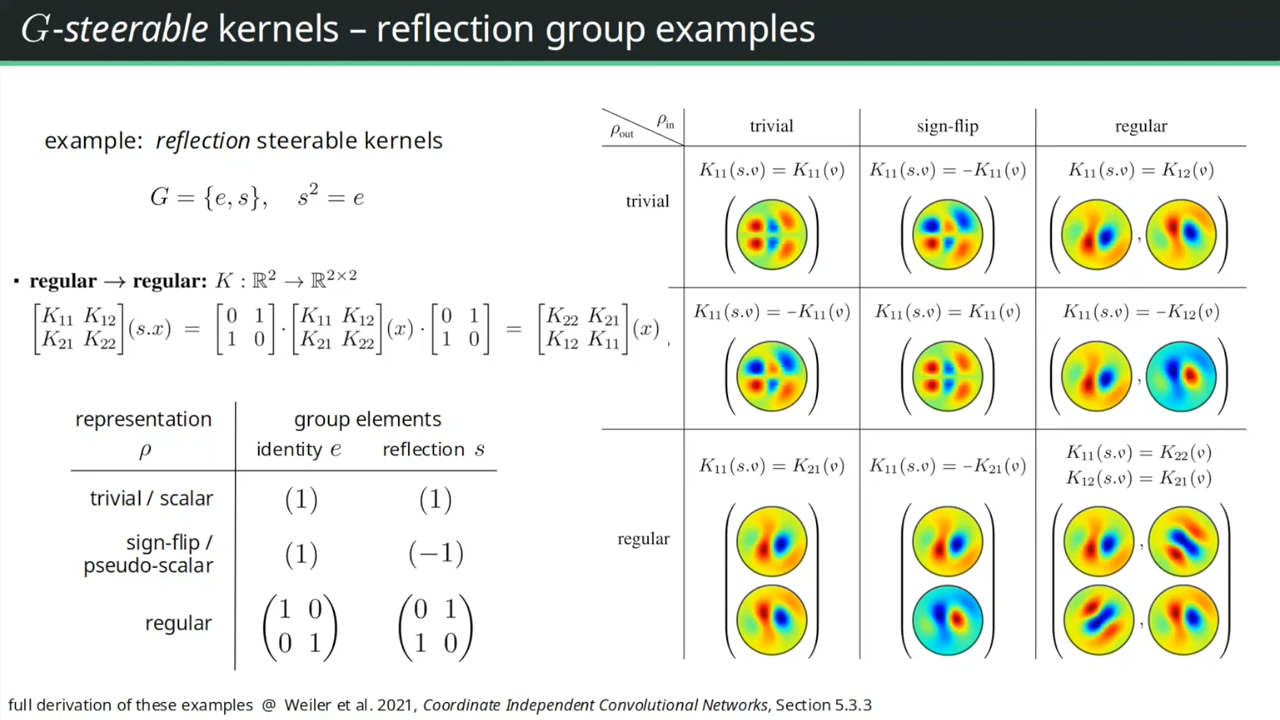 G-steerable kernels – reflection group examples
example: reflection steerable kernels
G = {e, s},   s² = e
▪ regular → regular: K : ℝ² → ℝ²ˣ²
[K₁₁ K₁₂; K₂₁ K₂₂](s.x) = [0 1; 1 0] · [K₁₁ K₁₂; K₂₁ K₂₂](x) · [0 1; 1 0] = [K₂₂ K₂₁; K₁₂ K₁₁](x) ,
representation group elements
ρ identity e reflection s
trivial / scalar (1) (1)
sign-flip /
pseudo-scalar (1) (−1)
regular (1 0; 0 1) (0 1; 1 0)
ρout ρin trivial sign-flip regular
trivial K₁₁(s.v) = K₁₁(v) K₁₁(s.v) = −K₁₁(v) K₁₁(s.v) = K₁₂(v)
K₁₁(s.v) = −K₁₁(v) K₁₁(s.v) = K₁₁(v) K₁₁(s.v) = −K₁₂(v)
regular K₁₁(s.v) = K₂₁(v) K₁₁(s.v) = −K₂₁(v) K₁₁(s.v) = K₂₂(v)
K₁₂(s.v) = K₂₁(v)
full derivation of these examples @ Weiler et al. 2021, Coordinate Independent Convolutional Networks, Section 5.3.3